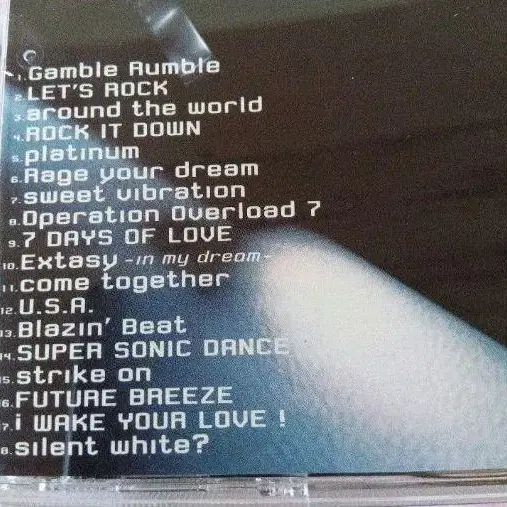 1. Gamble Rumble
2. LET'S ROCK
3. around the world
4. ROCK IT DOWN
5. platinum
6. Rage your dream
7. sweet vibration
8. Operation Overload 7
9. 7 DAYS OF LOVE
10. Extasy -in my dream-
11. come together
12. U.S.A.
13. Blazin' Beat
14. SUPER SONIC DANCE
15. strike on
6. FUTURE BREEZE
7. i WAKE YOUR LOVE !
8. silent white?